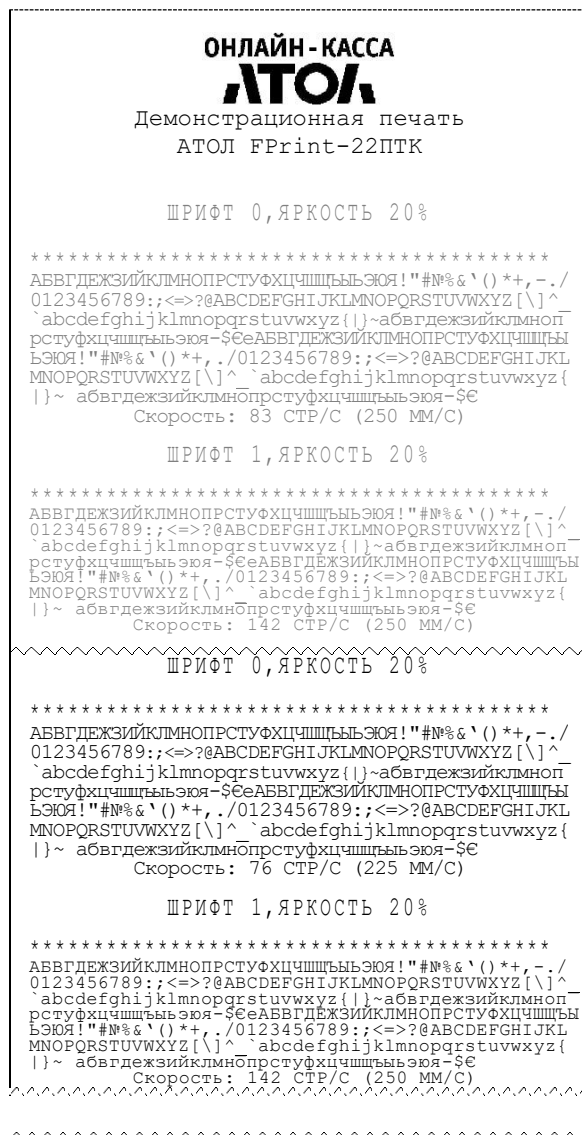 ОНЛАЙН-КАССА
АТОЛ
Демонстрационная печать
АТОЛ FPrint-22ПТК
ШРИФТ 0,ЯРКОСТЬ 20%
****************************************
АБВГДЕЖЗИЙКЛМНОПРСТУФХЦЧШЩЪЫЬЭЮЯ!"#№%&`()*+,-./
0123456789:;<=>?@ABCDEFGHIJKLMNOPQRSTUVWXYZ[\]^_
`abcdefghijklmnopqrstuvwxyz{|}~абвгдежзийклмноп
рстуфхцчшщъыьэюя-$€еАБВГДЕЖЗИЙКЛМНОПРСТУФХЦЧШЩЪЫ
ЬЭЮЯ!"#№%&`()*+,./0123456789:;<=>?@ABCDEFGHIJKL
MNOPQRSTUVWXYZ[\]^_`abcdefghijklmnopqrstuvwxyz{
|}~ абвгдежзийклмнопрстуфхцчшщъыьэюя-$€
Скорость: 83 СТР/С (250 ММ/С)
ШРИФТ 1,ЯРКОСТЬ 20%
****************************************
АБВГДЕЖЗИЙКЛМНОПРСТУФХЦЧШЩЪЫЬЭЮЯ!"#№%&`()*+,-./
0123456789:;<=>?@ABCDEFGHIJKLMNOPQRSTUVWXYZ[\]^_
`abcdefghijklmnopqrstuvwxyz{|}~абвгдежзийклмноп
рстуфхцчшщъыьэюя-$€еАБВГДЕЖЗИЙКЛМНОПРСТУФХЦЧШЩЪЫ
ЬЭЮЯ!"#№%&`()*+,./0123456789:;<=>?@ABCDEFGHIJKL
MNOPQRSTUVWXYZ[\]^_`abcdefghijklmnopqrstuvwxyz{
|}~ абвгдежзийклмнопрстуфхцчшщъыьэюя-$€
Скорость: 142 СТР/С (250 ММ/С)
ШРИФТ 0,ЯРКОСТЬ 20%
****************************************
АБВГДЕЖЗИЙКЛМНОПРСТУФХЦЧШЩЪЫЬЭЮЯ!"#№%&`()*+,-./
0123456789:;<=>?@ABCDEFGHIJKLMNOPQRSTUVWXYZ[\]^_
`abcdefghijklmnopqrstuvwxyz{|}~абвгдежзийклмноп
рстуфхцчшщъыьэюя-$€еАБВГДЕЖЗИЙКЛМНОПРСТУФХЦЧШЩЪЫ
ЬЭЮЯ!"#№%&`()*+,./0123456789:;<=>?@ABCDEFGHIJKL
MNOPQRSTUVWXYZ[\]^_`abcdefghijklmnopqrstuvwxyz{
|}~ абвгдежзийклмнопрстуфхцчшщъыьэюя-$€
Скорость: 76 СТР/С (225 ММ/С)
ШРИФТ 1,ЯРКОСТЬ 20%
****************************************
АБВГДЕЖЗИЙКЛМНОПРСТУФХЦЧШЩЪЫЬЭЮЯ!"#№%&`()*+,-./
0123456789:;<=>?@ABCDEFGHIJKLMNOPQRSTUVWXYZ[\]^_
`abcdefghijklmnopqrstuvwxyz{|}~абвгдежзийклмноп
рстуфхцчшщъыьэюя-$€еАБВГДЕЖЗИЙКЛМНОПРСТУФХЦЧШЩЪЫ
ЬЭЮЯ!"#№%&`()*+,./0123456789:;<=>?@ABCDEFGHIJKL
MNOPQRSTUVWXYZ[\]^_`abcdefghijklmnopqrstuvwxyz{
|}~ абвгдежзийклмнопрстуфхцчшщъыьэюя-$€
Скорость: 142 СТР/С (250 ММ/С)